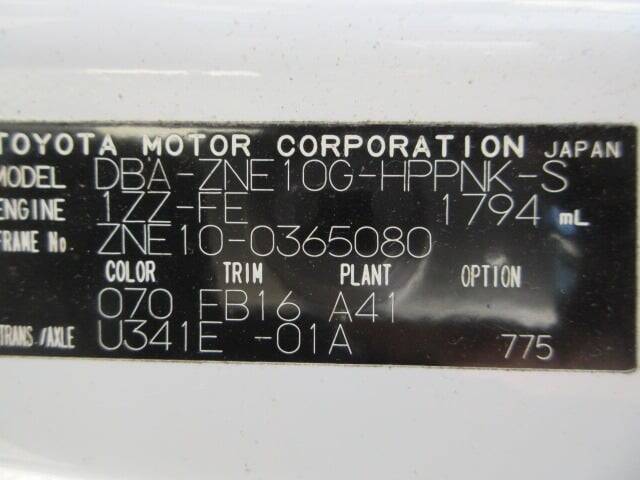 TOYOTA MOTOR CORPORATION JAPAN
MODEL DBA-ZNE10G-HPPNK-S
ENGINE 1ZZ-FE 1794 mL
FRAME No. ZNE10-0365080
COLOR TRIM PLANT OPTION
070 FB16 A41
TRANS./AXLE U341E -01A 775